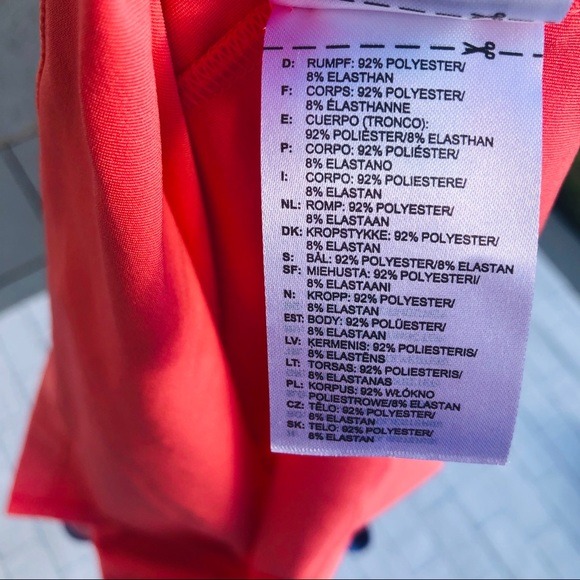 D: RUMPF: 92% POLYESTER/
8% ELASTHAN
F: CORPS: 92% POLYESTER/
8% ÉLASTHANNE
E: CUERPO (TRONCO):
92% POLIÈSTER/8% ELASTHAN
P: CORPO: 92% POLIÉSTER/
8% ELASTANO
I: CORPO: 92% POLIESTERE/
8% ELASTAN
NL: ROMP: 92% POLYESTER/
8% ELASTAAN
DK: KROPSTYKKE: 92% POLYESTER/
8% ELASTAN
S: BÅL: 92% POLYESTER/8% ELASTAN
SF: MIEHUSTA: 92% POLYESTERI/
8% ELASTAANI
N: KROPP: 92% POLYESTER/
8% ELASTAN
EST: BODY: 92% POLÜESTER/
8% ELASTAAN
LV: ĶERMENIS: 92% POLIESTERIS/
8% ELASTĒNS
LT: TORSAS: 92% POLIESTERIS/
8% ELASTANAS
PL: KORPUS: 92% WŁÓKNO
POLIESTROWE/8% ELASTAN
CZ: TĚLO: 92% POLYESTER/
8% ELASTAN
SK: TELO: 92% POLYESTER/
8% ELASTAN